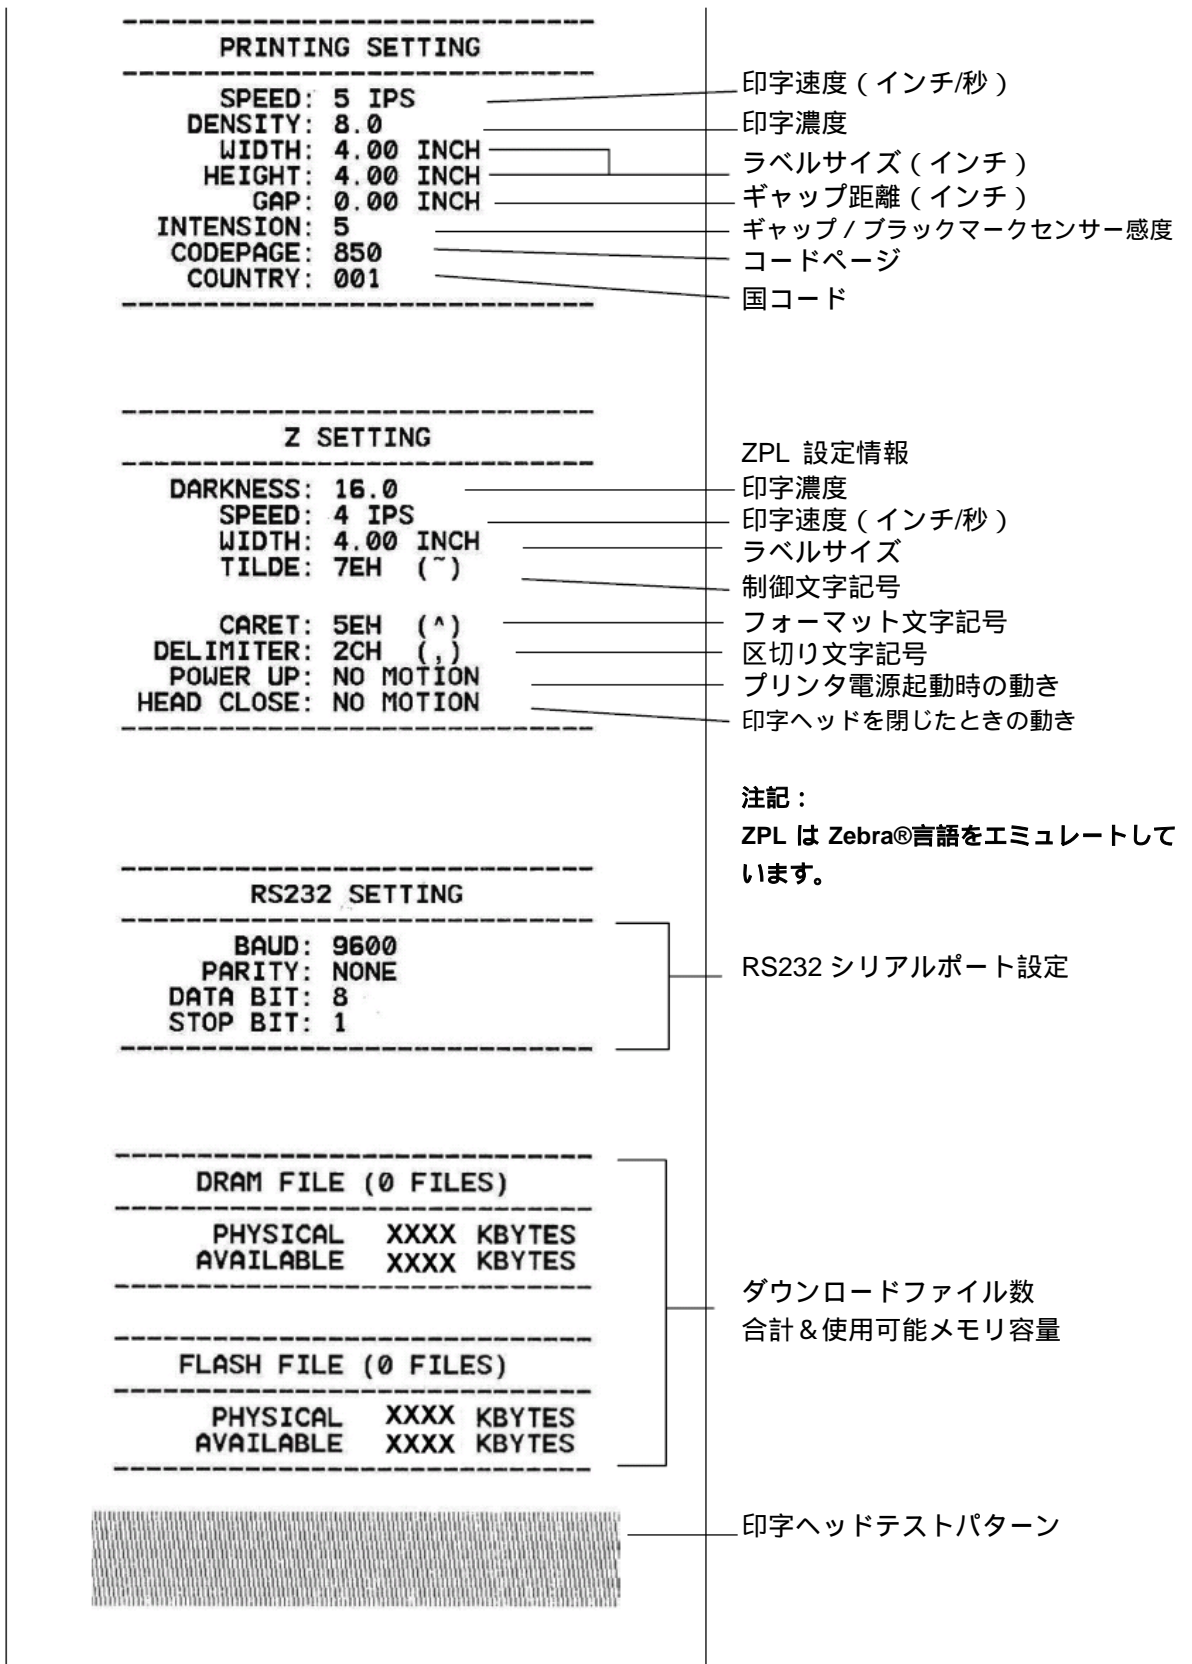 PRINTING SETTING
SPEED: 5 IPS
印字速度（インチ/秒）
DENSITY: 8.0
印字濃度
WIDTH: 4.00 INCH
HEIGHT: 4.00 INCH
ラベルサイズ（インチ）
GAP: 0.00 INCH
ギャップ距離（インチ）
INTENSION: 5
ギャップ / ブラックマークセンサー感度
CODEPAGE: 850
コードページ
COUNTRY: 001
国コード
Z SETTING
ZPL 設定情報
DARKNESS: 16.0
印字濃度
SPEED: 4 IPS
印字速度（インチ/秒）
WIDTH: 4.00 INCH
ラベルサイズ
TILDE: 7EH (~)
制御文字記号
CARET: 5EH (^)
フォーマット文字記号
DELIMITER: 2CH (,)
区切り文字記号
POWER UP: NO MOTION
プリンタ電源起動時の動き
HEAD CLOSE: NO MOTION
印字ヘッドを閉じたときの動き
注記：
ZPL は Zebra®言語をエミュレートして
います。
RS232 SETTING
BAUD: 9600
PARITY: NONE
DATA BIT: 8
STOP BIT: 1
RS232 シリアルポート設定
DRAM FILE (0 FILES)
PHYSICAL XXXX KBYTES
AVAILABLE XXXX KBYTES
ダウンロードファイル数
合計＆使用可能メモリ容量
FLASH FILE (0 FILES)
PHYSICAL XXXX KBYTES
AVAILABLE XXXX KBYTES
印字ヘッドテストパターン